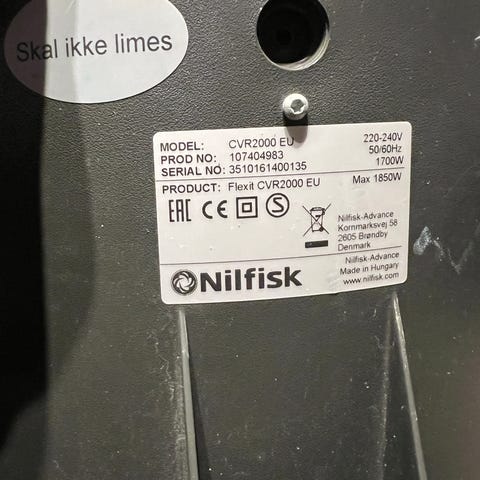 Skal ikke limes
MODEL: CVR2000 EU 220-240V
PROD NO: 107404983 50/60Hz
SERIAL NO: 3510161400135 1700W
PRODUCT: Flexit CVR2000 EU Max 1850W
EAC CE S
Nilfisk-Advance
Kornmarksvej 58
2605 Brøndby
Denmark
Nilfisk
Nilfisk-Advance
Made in Hungary
www.nilfisk.com